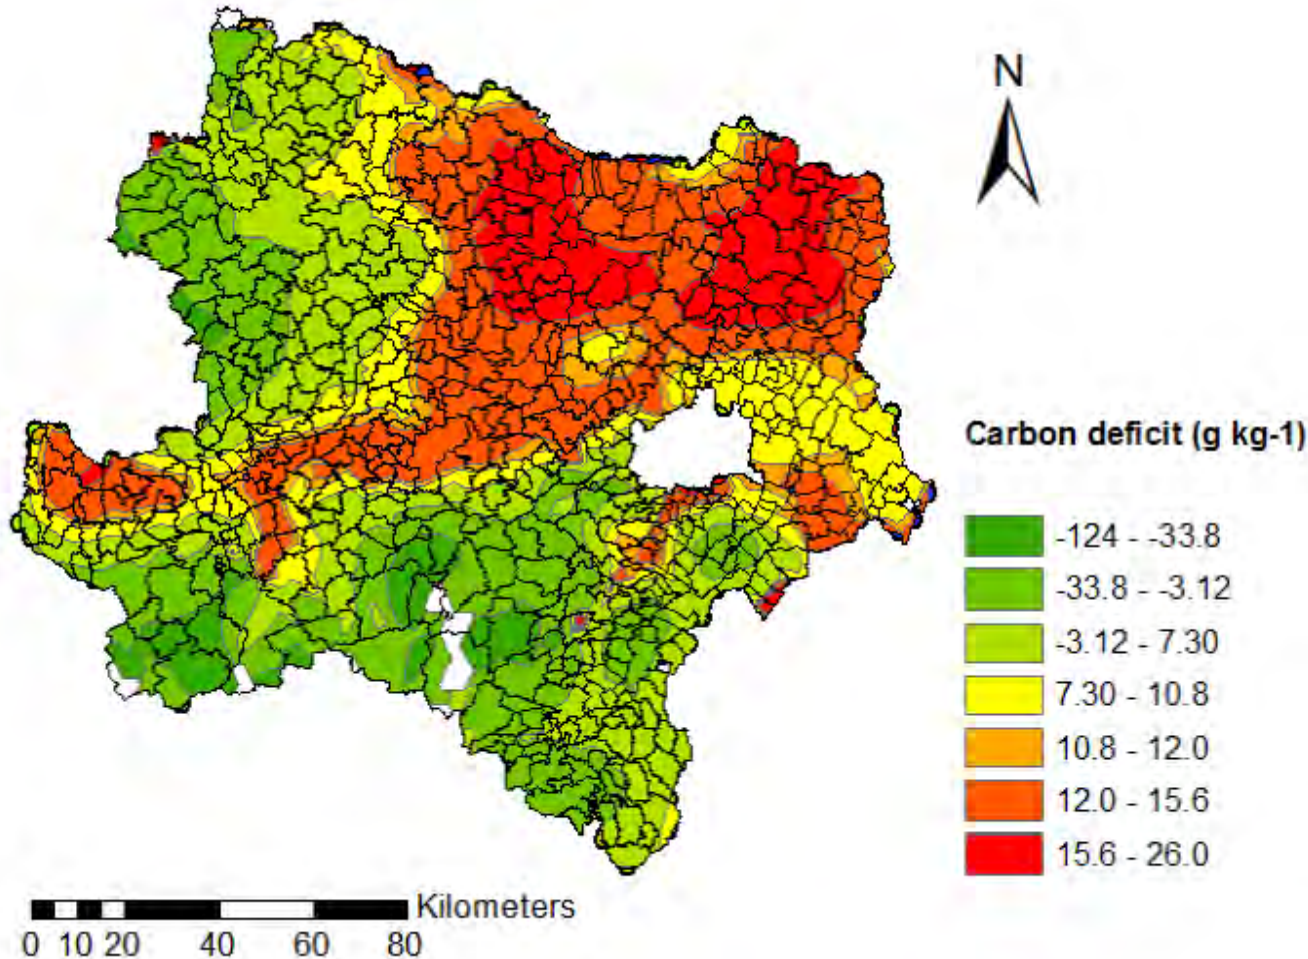 N
Carbon deficit (g kg-1)
-124 - -33.8
-33.8 - -3.12
-3.12 - 7.30
7.30 - 10.8
10.8 - 12.0
12.0 - 15.6
15.6 - 26.0
Kilometers
0 10 20 40 60 80